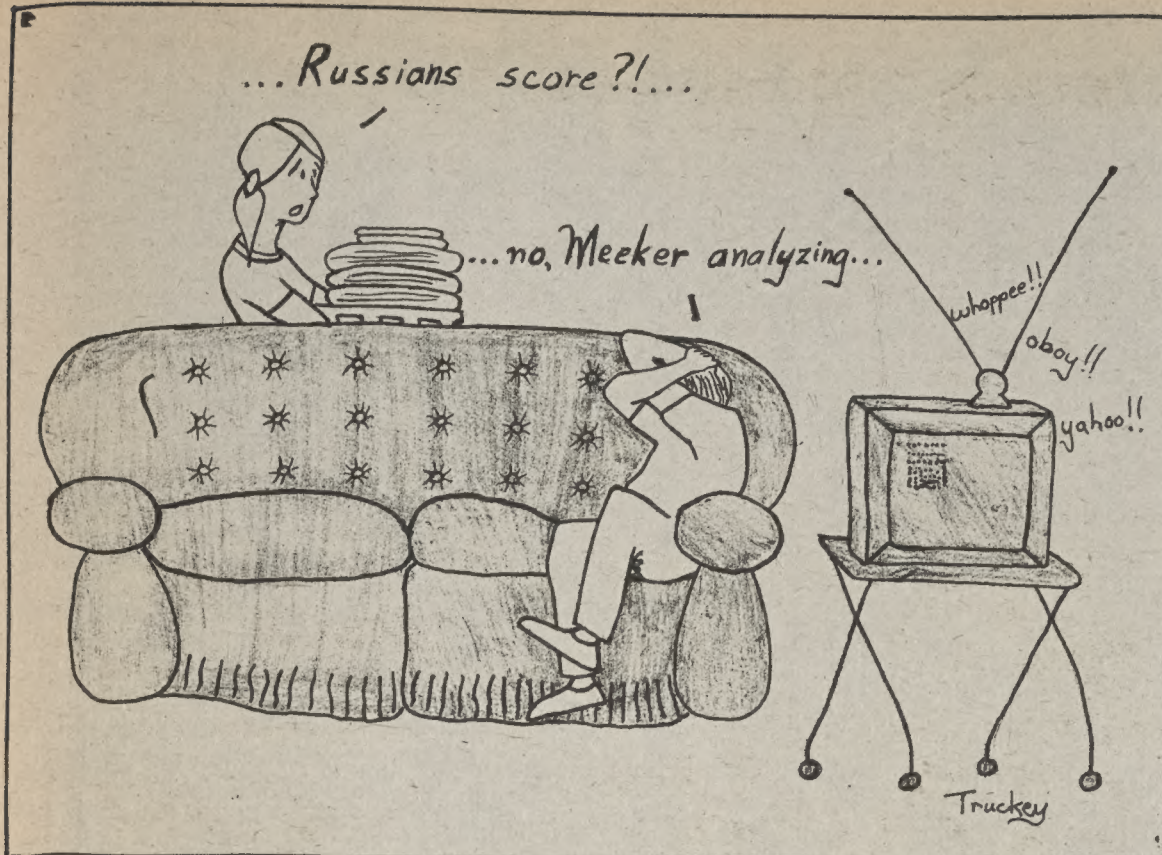 ...Russians score?!...
...no, Meeker analyzing...
whoppee!!
oboy!!
yahoo!!
Truckey